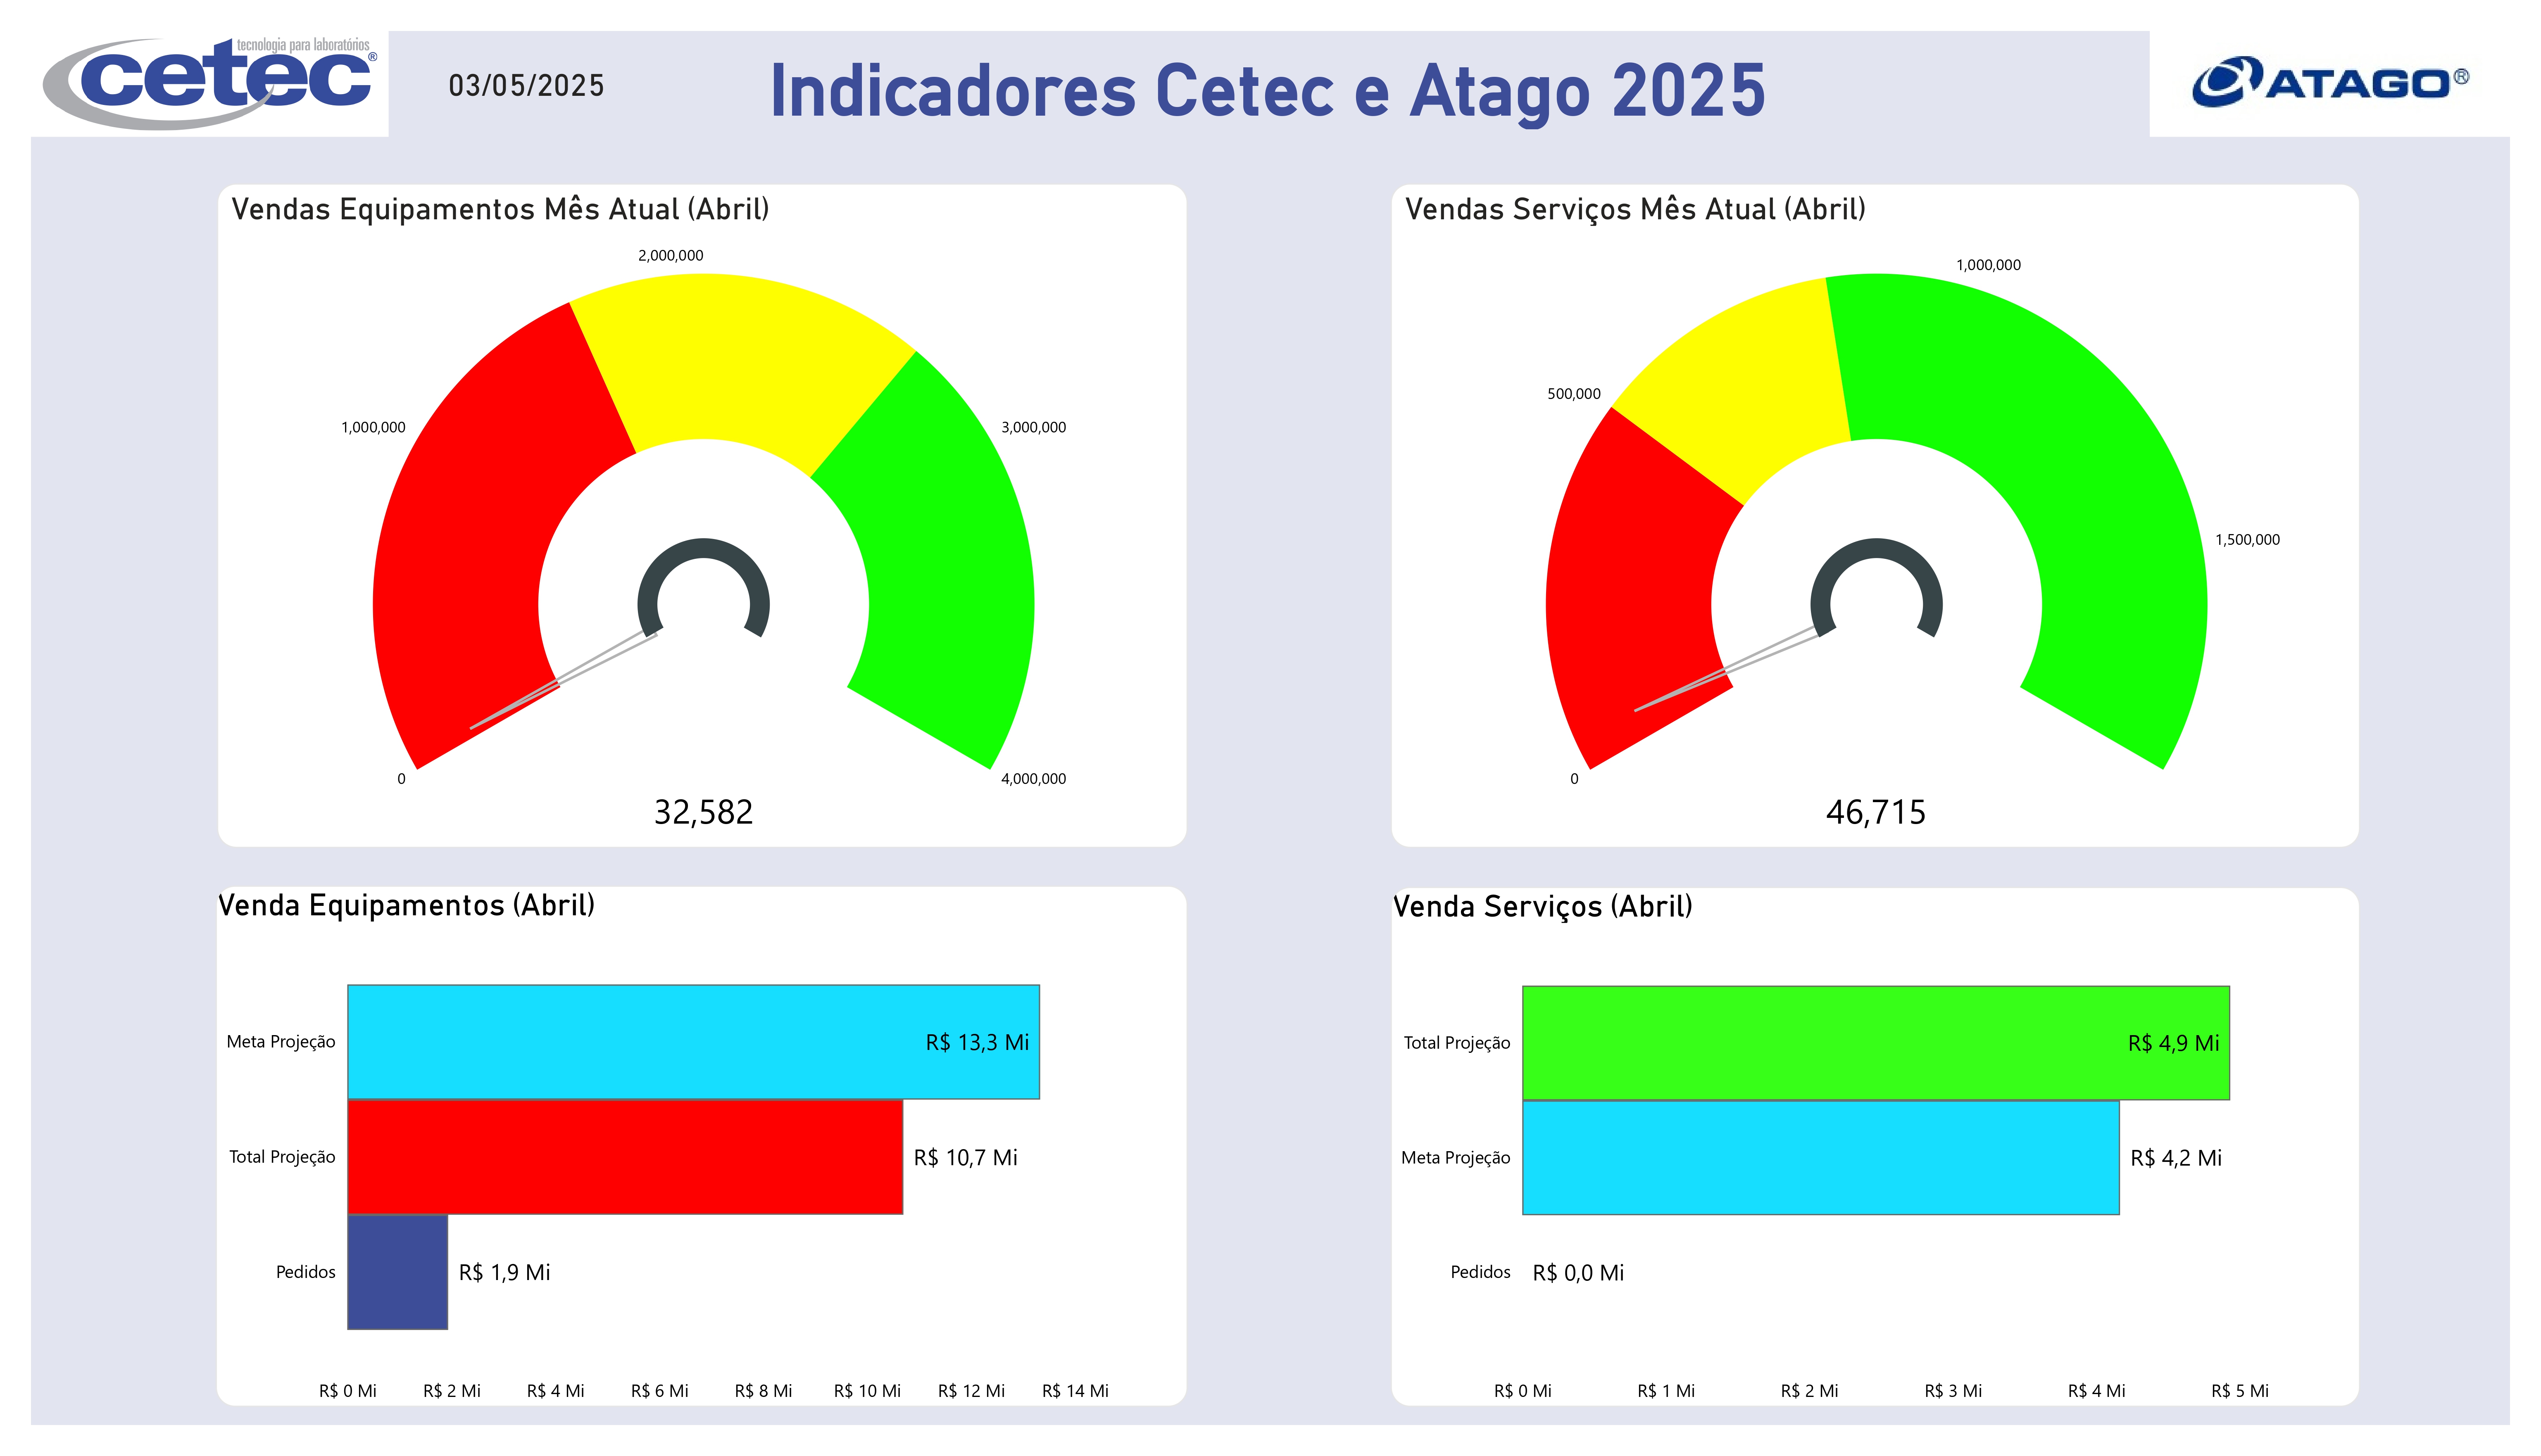 tecnologia para laboratórios
cetec®
03/05/2025
Indicadores Cetec e Atago 2025
ATAGO®
Vendas Equipamentos Mês Atual (Abril)
2,000,000
1,000,000
3,000,000
0
4,000,000
32,582
Vendas Serviços Mês Atual (Abril)
1,000,000
500,000
1,500,000
0
46,715
Venda Equipamentos (Abril)
Meta Projeção
R$ 13,3 Mi
Total Projeção
R$ 10,7 Mi
Pedidos
R$ 1,9 Mi
R$ 0 Mi R$ 2 Mi R$ 4 Mi R$ 6 Mi R$ 8 Mi R$ 10 Mi R$ 12 Mi R$ 14 Mi
Venda Serviços (Abril)
Total Projeção
R$ 4,9 Mi
Meta Projeção
R$ 4,2 Mi
Pedidos
R$ 0,0 Mi
R$ 0 Mi R$ 1 Mi R$ 2 Mi R$ 3 Mi R$ 4 Mi R$ 5 Mi